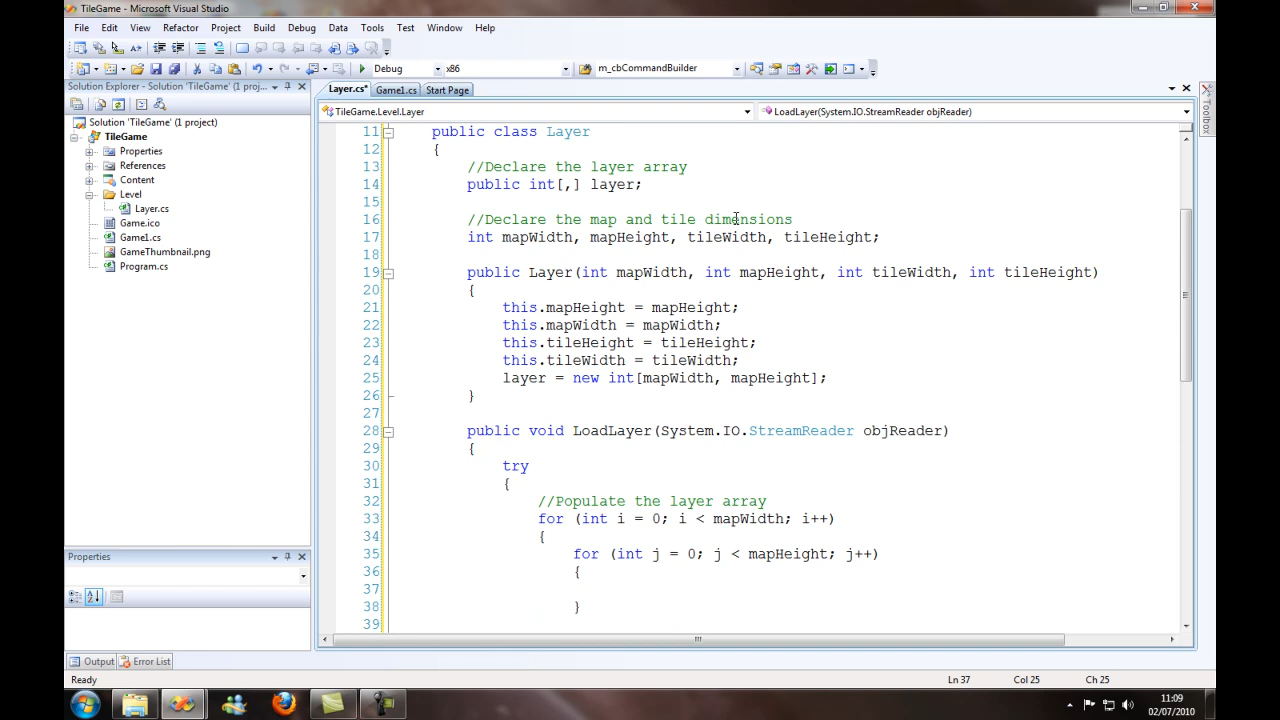 TileGame - Microsoft Visual Studio
File Edit View Refactor Project Build Debug Data Tools Test Window Help
Debug x86 m_cbCommandBuilder
Solution Explorer - Solution 'TileGame' (1 proj...
Layer.cs* Game1.cs Start Page
TileGame.Level.Layer LoadLayer(System.IO.StreamReader objReader)
Solution 'TileGame' (1 project)
TileGame
Properties
References
Content
Level
Layer.cs
Game.ico
Game1.cs
GameThumbnail.png
Program.cs
11 public class Layer
12 {
13 //Declare the layer array
14 public int[,] layer;
15
16 //Declare the map and tile dimensions
17 int mapWidth, mapHeight, tileWidth, tileHeight;
18
19 public Layer(int mapWidth, int mapHeight, int tileWidth, int tileHeight)
20 {
21 this.mapHeight = mapHeight;
22 this.mapWidth = mapWidth;
23 this.tileHeight = tileHeight;
24 this.tileWidth = tileWidth;
25 layer = new int[mapWidth, mapHeight];
26 }
27
28 public void LoadLayer(System.IO.StreamReader objReader)
29 {
30 try
31 {
32 //Populate the layer array
33 for (int i = 0; i < mapWidth; i++)
34 {
35 for (int j = 0; j < mapHeight; j++)
36 {
37
38 }
39
Toolbox
Properties
Output Error List
Ready Ln 37 Col 25 Ch 25
11:09
02/07/2010